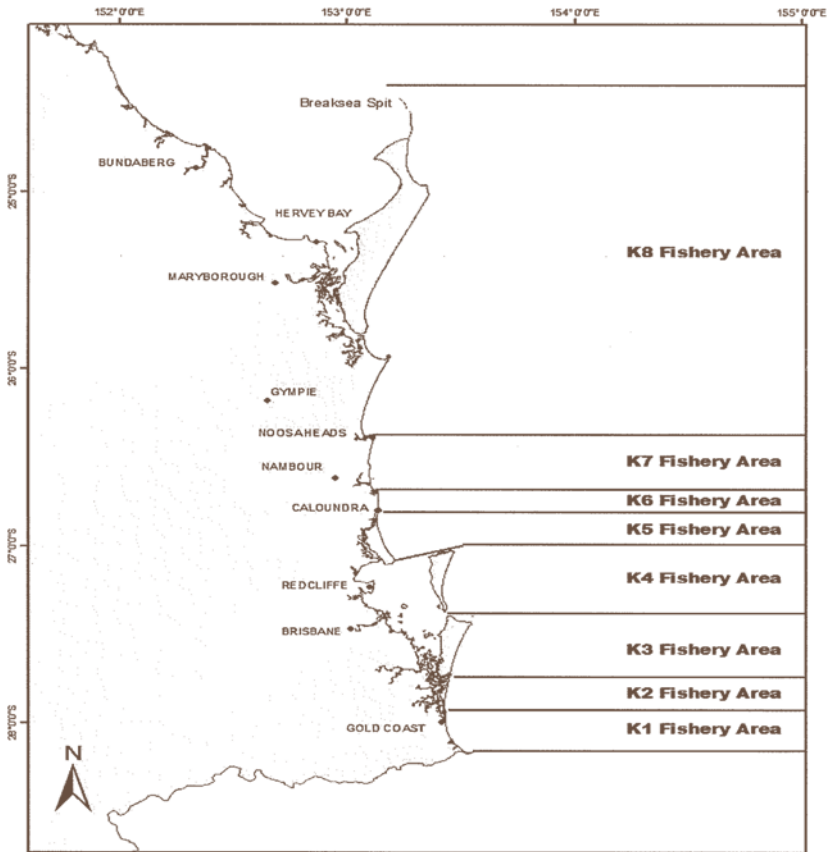 152°0'0"E
153°0'0"E
154°0'0"E
155°0'0"E
Breaksea Spit
BUNDABERG
25°0'0"S
HERVEY BAY
K8 Fishery Area
MARYBOROUGH
26°0'0"S
GYMPIE
NOOSAHEADS
K7 Fishery Area
NAMBOUR
K6 Fishery Area
CALOUNDRA
K5 Fishery Area
27°0'0"S
K4 Fishery Area
REDCLIFFE
BRISBANE
K3 Fishery Area
K2 Fishery Area
28°0'0"S
GOLD COAST
K1 Fishery Area
N